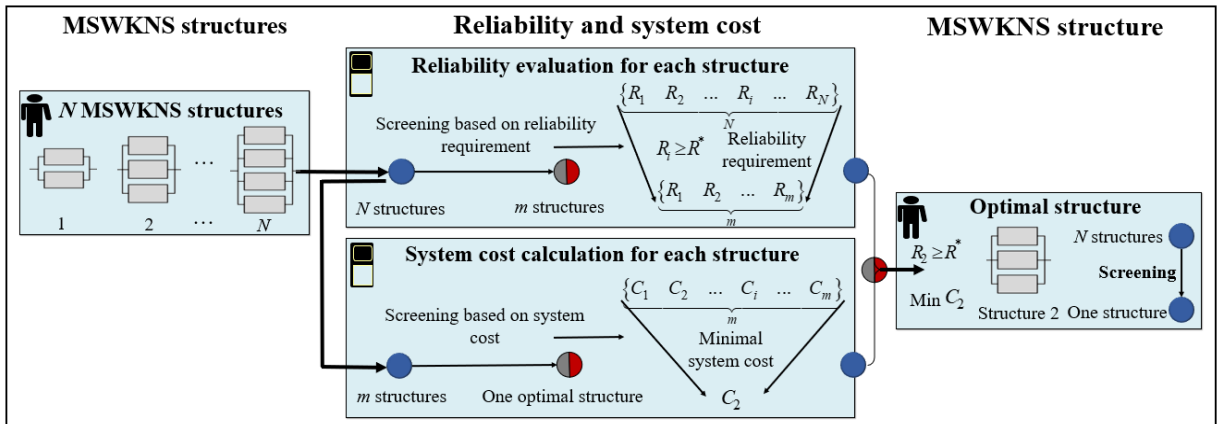 MSWKNS structures
Reliability and system cost
MSWKNS structure
N MSWKNS structures
...
1 2 ... N
Reliability evaluation for each structure
Screening based on reliability
requirement
N structures
m structures
{R₁ R₂ ... Rᵢ ... R_N}
N
Rᵢ ≥ R*
Reliability
requirement
{R₁ R₂ ... Rₘ}
m
System cost calculation for each structure
Screening based on system
cost
m structures
One optimal structure
{C₁ C₂ ... Cᵢ ... Cₘ}
m
Minimal
system cost
C₂
Optimal structure
R₂ ≥ R*
Min C₂
Structure 2
N structures
Screening
One structure